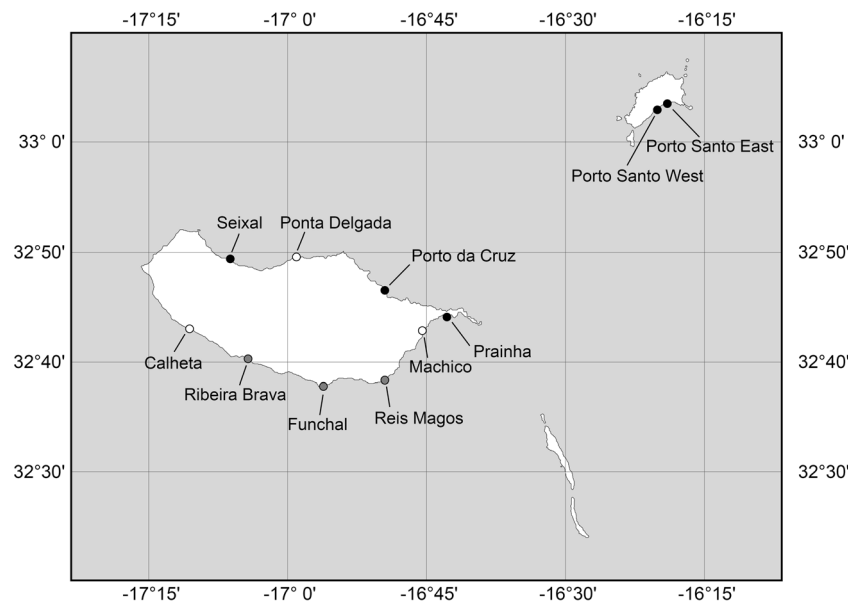 -17°15' -17° 0' -16°45' -16°30' -16°15'
33° 0' 33° 0'
Porto Santo East
Porto Santo West
Seixal Ponta Delgada
32°50' 32°50'
Porto da Cruz
Prainha
32°40' 32°40'
Calheta Machico
Ribeira Brava
Reis Magos
Funchal
32°30' 32°30'
-17°15' -17° 0' -16°45' -16°30' -16°15'